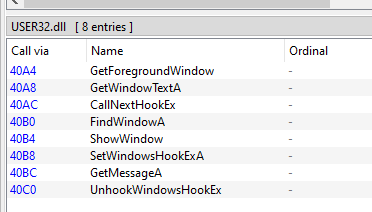 USER32.dll [ 8 entries ]
Call via Name Ordinal
40A4 GetForegroundWindow -
40A8 GetWindowTextA -
40AC CallNextHookEx -
40B0 FindWindowA -
40B4 ShowWindow -
40B8 SetWindowsHookExA -
40BC GetMessageA -
40C0 UnhookWindowsHookEx -